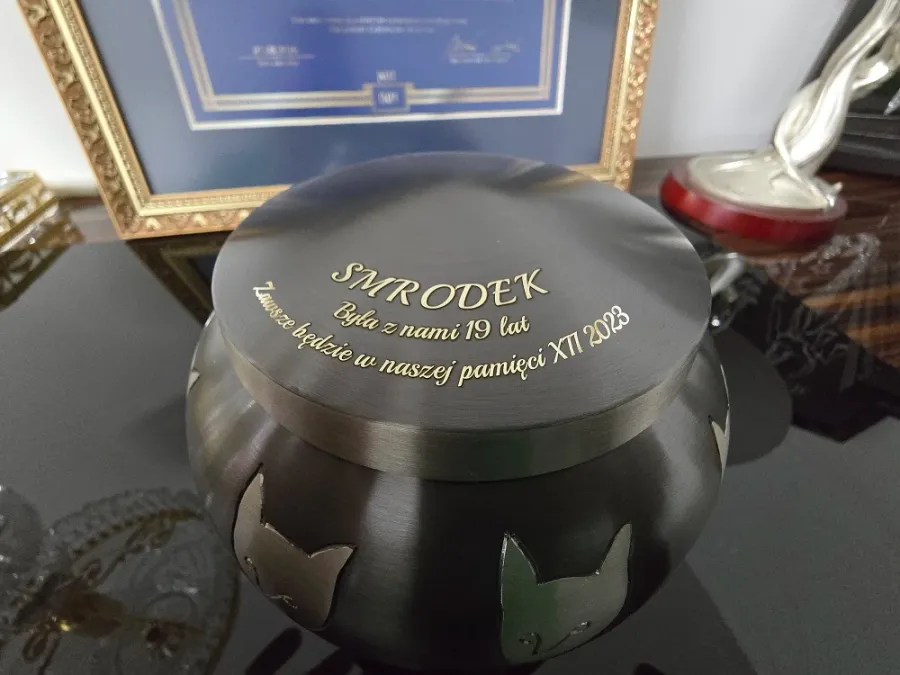 SMRODEK
Była z nami 19 lat
Zawsze będzie w naszej pamięci XII 2023